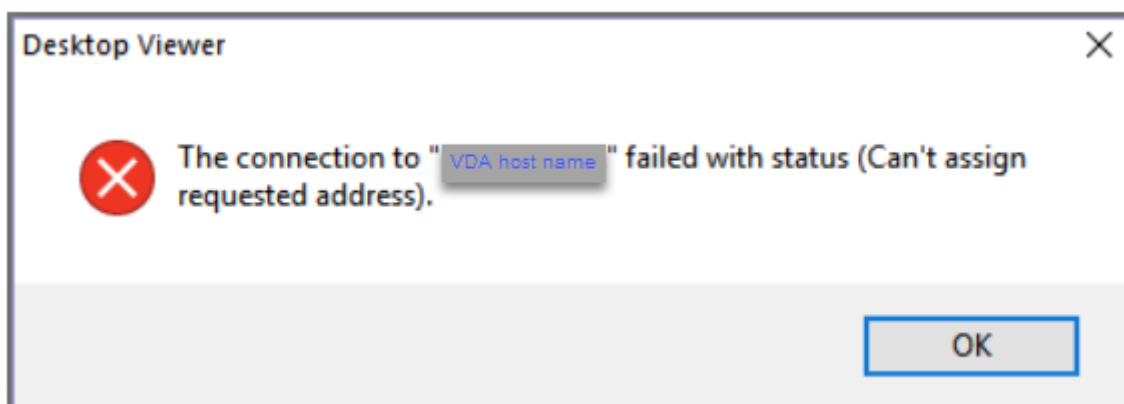 Desktop Viewer
The connection to "VDA host name" failed with status (Can't assign
requested address).
OK